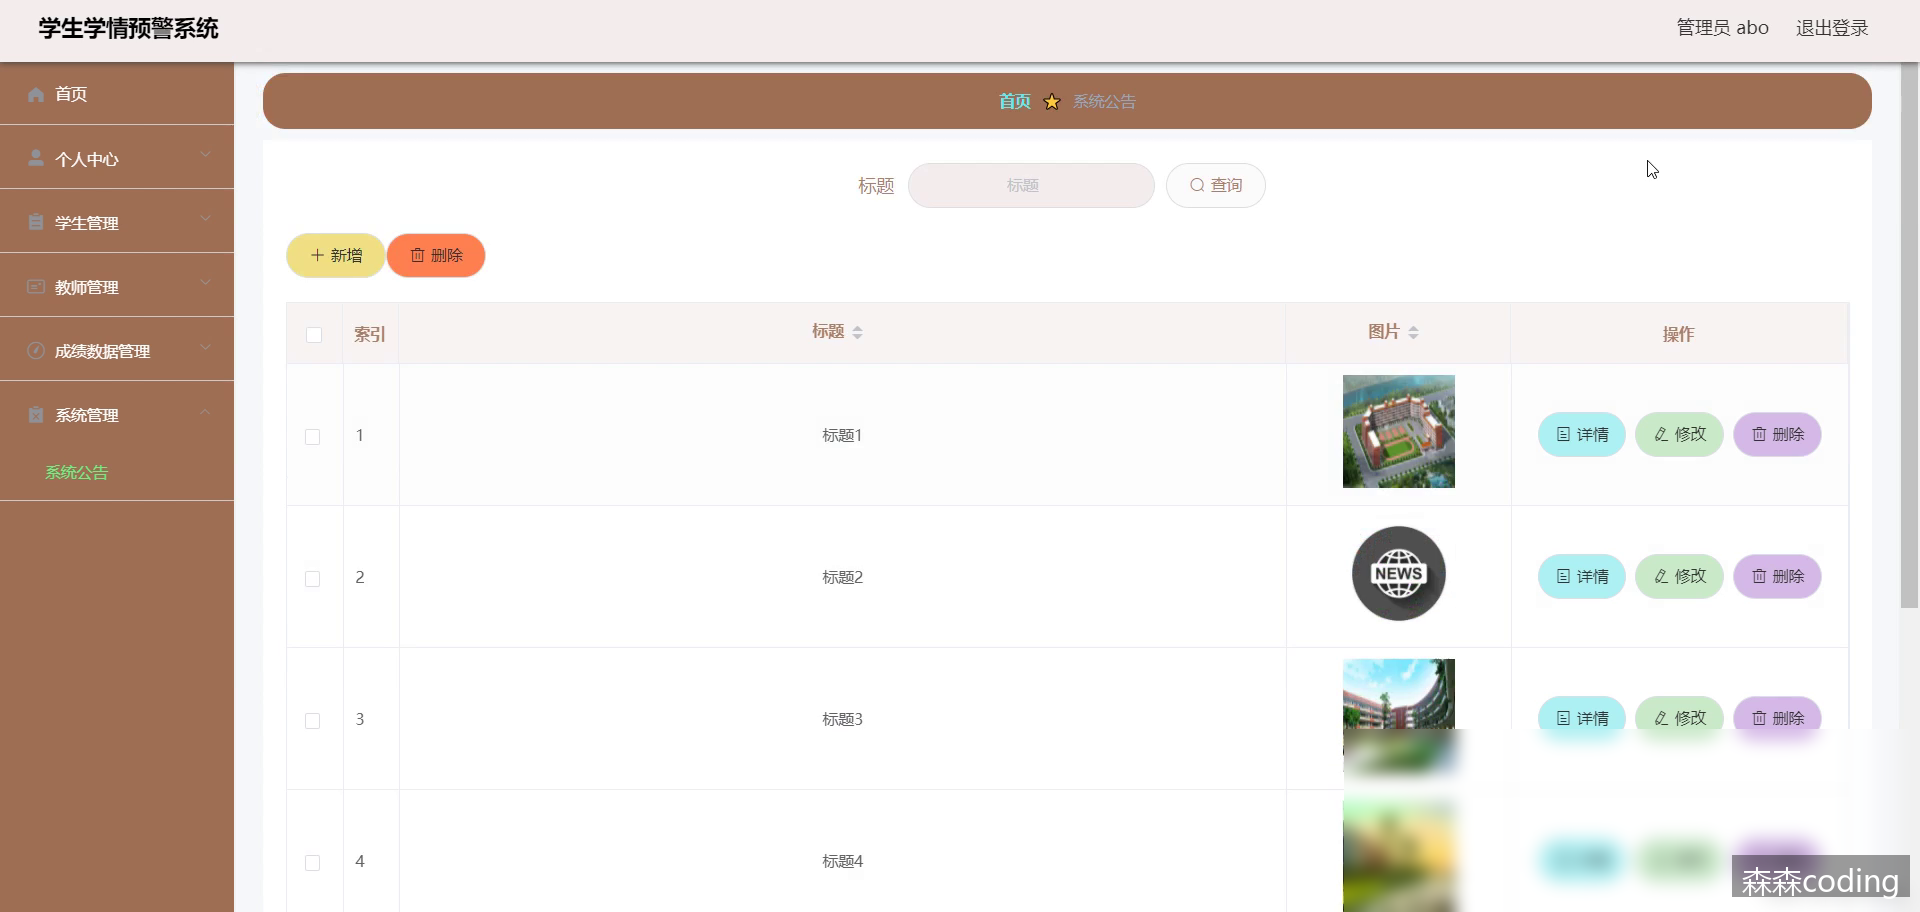 学生学情预警系统
管理员 abo 退出登录
首页
个人中心
学生管理
教师管理
成绩数据管理
系统管理
系统公告
首页 系统公告
标题 标题 查询
新增 删除
索引 标题 图片 操作
1 标题1 详情 修改 删除
2 标题2 NEWS 详情 修改 删除
3 标题3 详情 修改 删除
4 标题4
森森coding